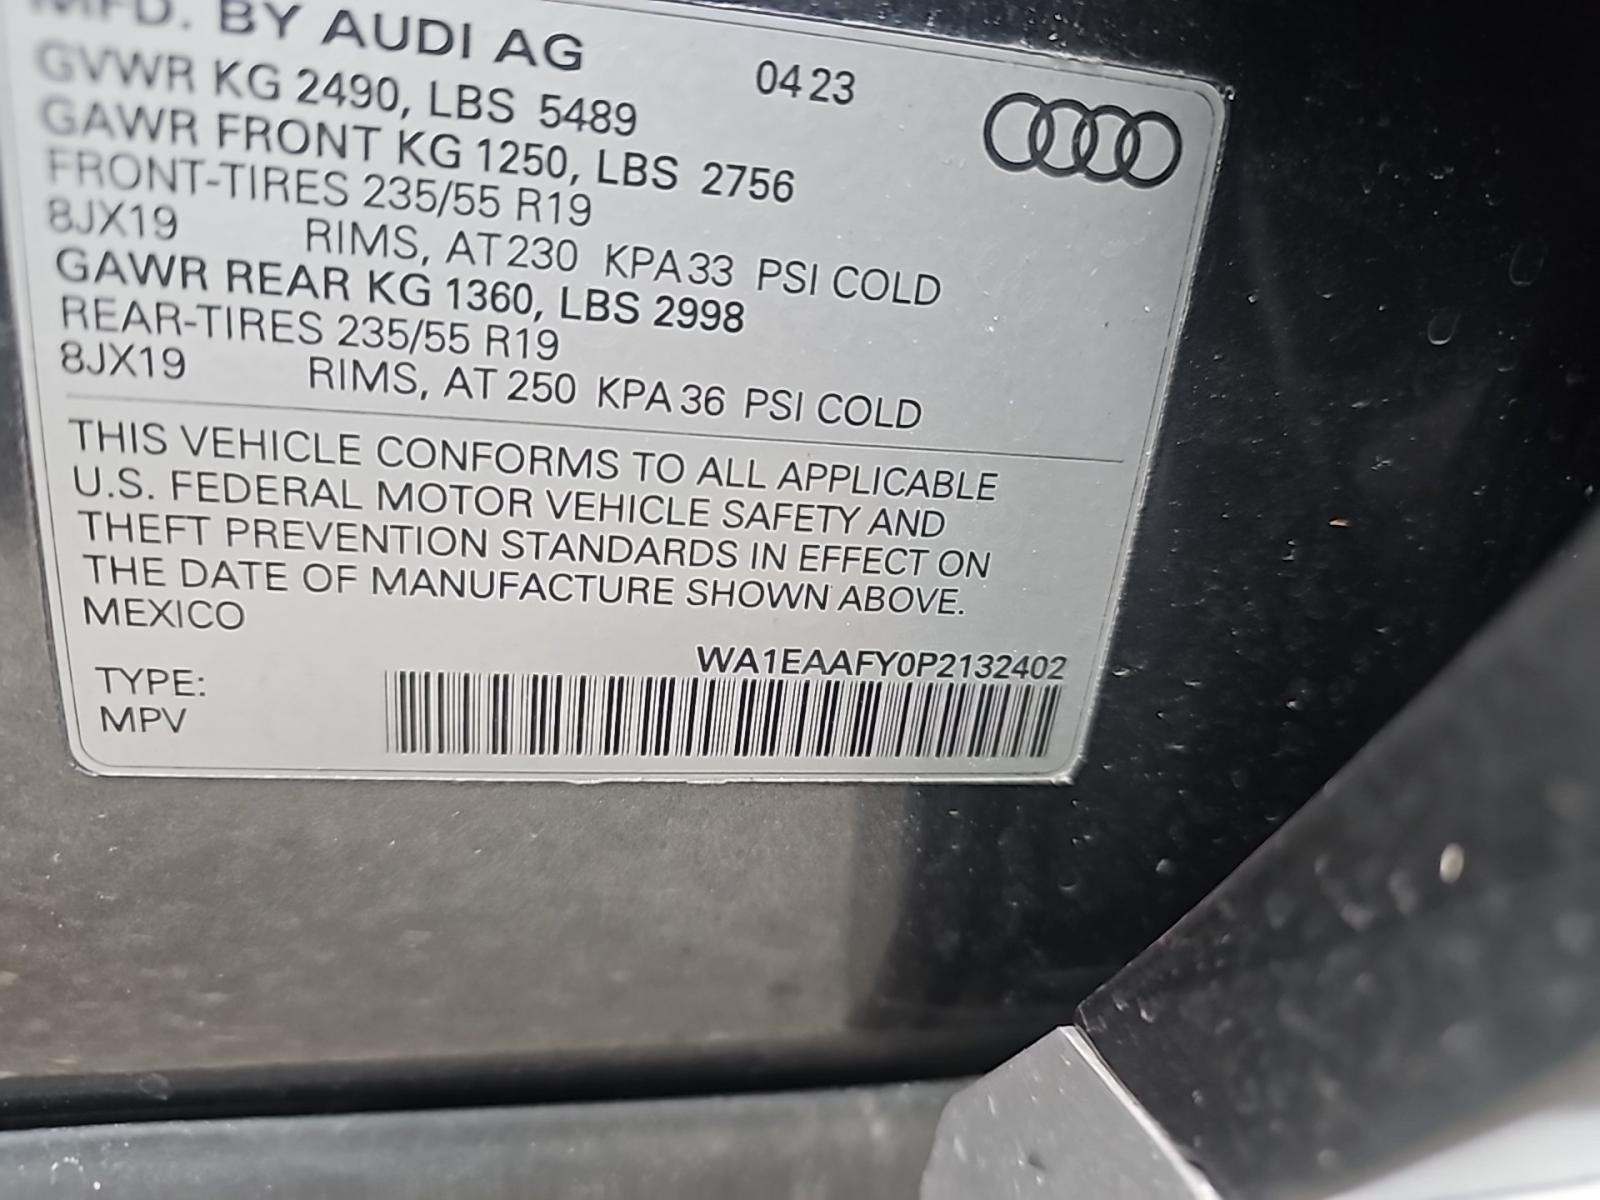 MFD. BY AUDI AG 0423
GVWR KG 2490, LBS 5489
GAWR FRONT KG 1250, LBS 2756
FRONT-TIRES 235/55 R19
8JX19 RIMS, AT 230 KPA 33 PSI COLD
GAWR REAR KG 1360, LBS 2998
REAR-TIRES 235/55 R19
8JX19 RIMS, AT 250 KPA 36 PSI COLD
THIS VEHICLE CONFORMS TO ALL APPLICABLE
U.S. FEDERAL MOTOR VEHICLE SAFETY AND
THEFT PREVENTION STANDARDS IN EFFECT ON
THE DATE OF MANUFACTURE SHOWN ABOVE.
MEXICO
WA1EAAFY0P2132402
TYPE:
MPV